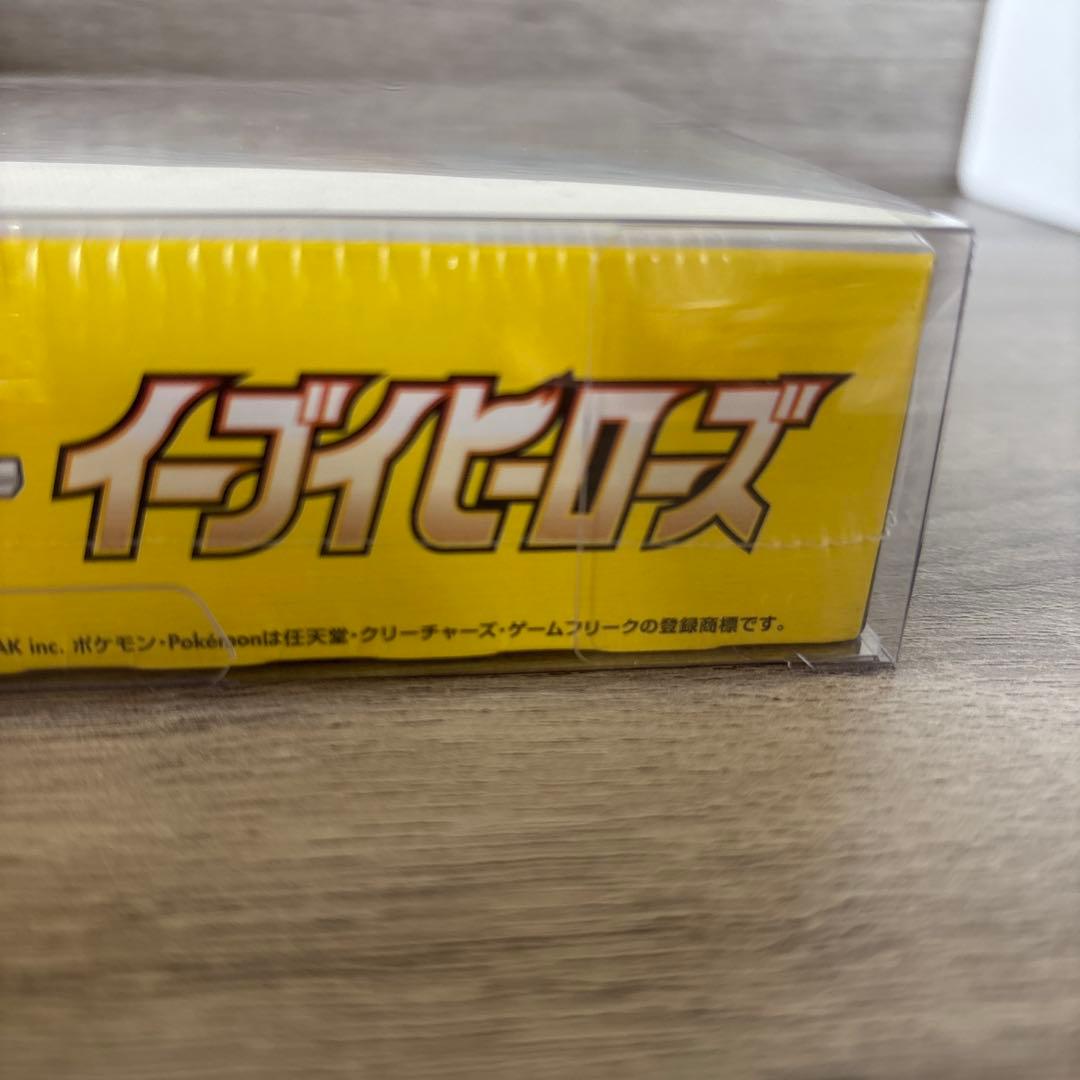 イーブイヒーローズ
AK inc. ポケモン・Pokémonは任天堂・クリーチャーズ・ゲームフリークの登録商標です。